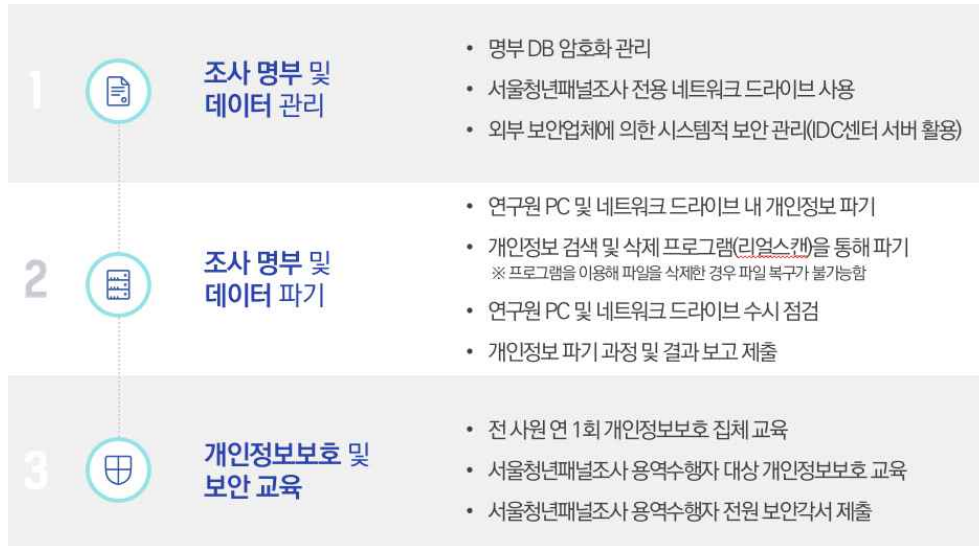 1
조사 명부 및
데이터 관리
• 명부 DB 암호화 관리
• 서울청년패널조사 전용 네트워크 드라이브 사용
• 외부 보안업체에 의한 시스템적 보안 관리(IDC센터 서버 활용)
2
조사 명부 및
데이터 파기
• 연구원 PC 및 네트워크 드라이브 내 개인정보 파기
• 개인정보 검색 및 삭제 프로그램(리얼스캔)을 통해 파기
※ 프로그램을 이용해 파일을 삭제한 경우 파일 복구가 불가능함
• 연구원 PC 및 네트워크 드라이브 수시 점검
• 개인정보 파기 과정 및 결과 보고 제출
3
개인정보보호 및
보안 교육
• 전 사원 연 1회 개인정보보호 집체 교육
• 서울청년패널조사 용역수행자 대상 개인정보보호 교육
• 서울청년패널조사 용역수행자 전원 보안각서 제출